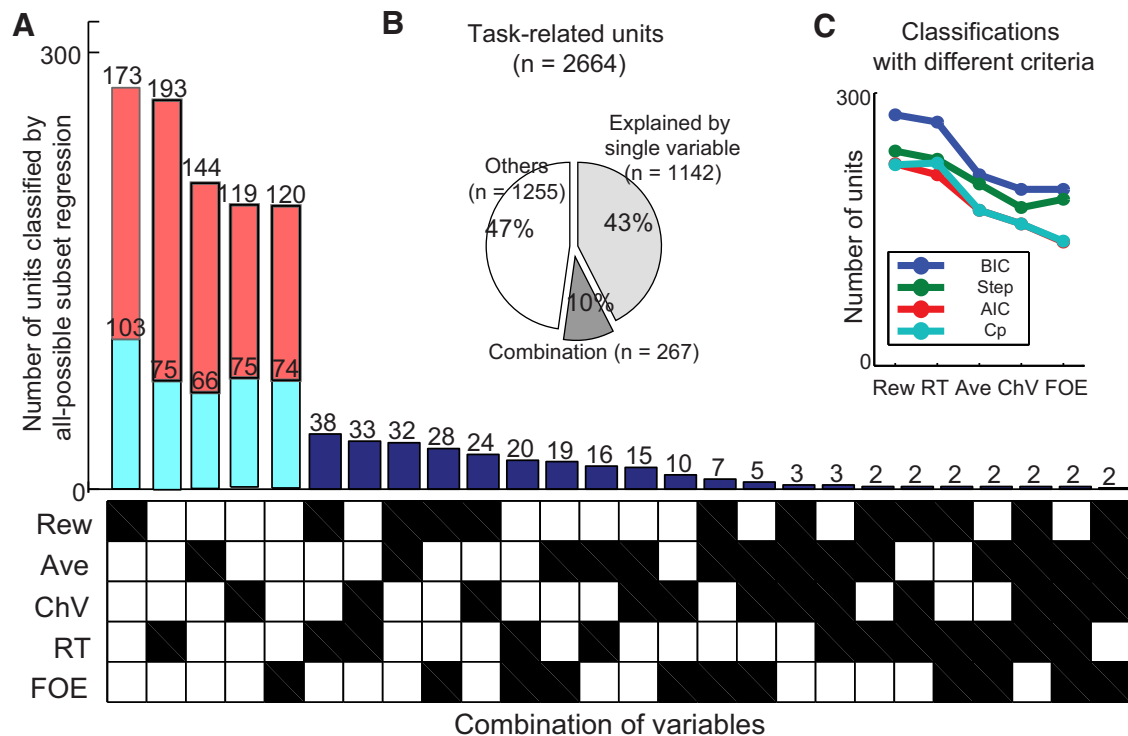 A
Number of units classified by
all-possible subset regression
300
0
173
193
144
119
120
103
75
66
75
74
38
33
32
28
24
20
19
16
15
10
7
5
3
3
2
2
2
2
2
2
2
Rew
Ave
ChV
RT
FOE
Combination of variables
B
Task-related units
(n = 2664)
Explained by
single variable
(n = 1142)
43%
Others
(n = 1255)
47%
10%
Combination (n = 267)
C
Classifications
with different criteria
Number of units
300
0
BIC
Step
AIC
Cp
Rew RT Ave ChV FOE